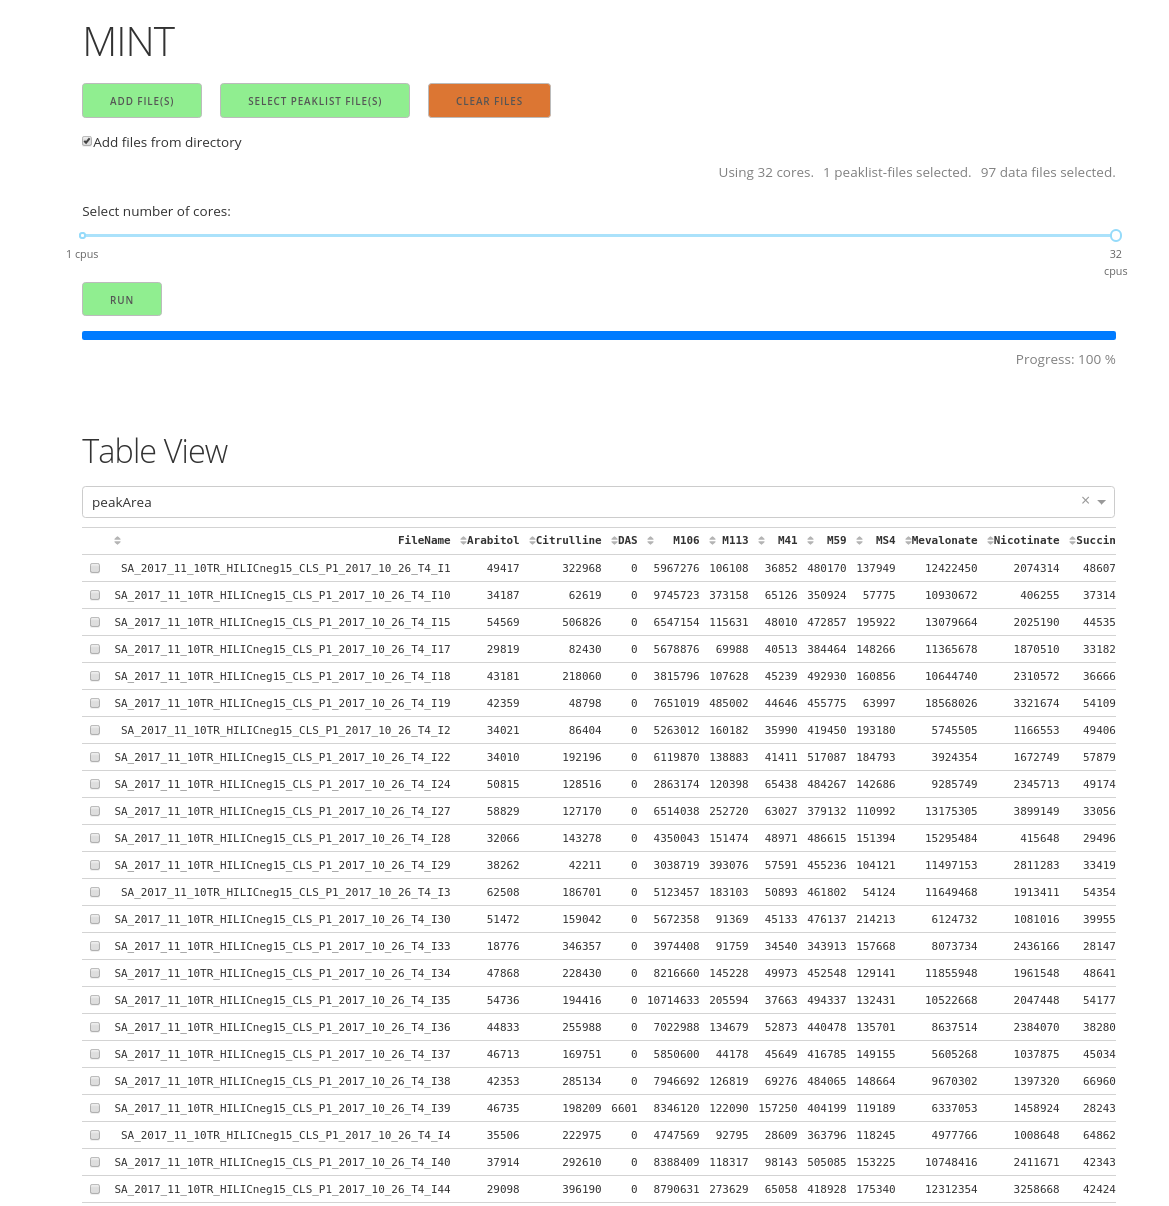 MINT
ADD FILE(S) SELECT PEAKLIST FILE(S) CLEAR FILES
Add files from directory
Using 32 cores. 1 peaklist-files selected. 97 data files selected.
Select number of cores:
1 cpus 32 cpus
RUN
Progress: 100 %
Table View
peakArea × 
FileName Arabitol Citrulline DAS M106 M113 M41 M59 MS4 Mevalonate Nicotinate Succin
SA_2017_11_10TR_HILICneg15_CLS_P1_2017_10_26_T4_I1 49417 322968 0 5967276 106108 36852 480170 137949 12422450 2074314 48607
SA_2017_11_10TR_HILICneg15_CLS_P1_2017_10_26_T4_I10 34187 62619 0 9745723 373158 65126 350924 57775 10930672 406255 37314
SA_2017_11_10TR_HILICneg15_CLS_P1_2017_10_26_T4_I15 54569 506826 0 6547154 115631 48010 472857 195922 13079664 2025190 44535
SA_2017_11_10TR_HILICneg15_CLS_P1_2017_10_26_T4_I17 29819 82430 0 5678876 69988 40513 384464 148266 11365678 1870510 33182
SA_2017_11_10TR_HILICneg15_CLS_P1_2017_10_26_T4_I18 43181 218060 0 3815796 107628 45239 492930 160856 10644740 2310572 36666
SA_2017_11_10TR_HILICneg15_CLS_P1_2017_10_26_T4_I19 42359 48798 0 7651019 485002 44646 455775 63997 18568026 3321674 54109
SA_2017_11_10TR_HILICneg15_CLS_P1_2017_10_26_T4_I2 34021 86404 0 5263012 160182 35990 419450 193180 5745505 1166553 49406
SA_2017_11_10TR_HILICneg15_CLS_P1_2017_10_26_T4_I22 34010 192196 0 6119870 138883 41411 517087 184793 3924354 1672749 57879
SA_2017_11_10TR_HILICneg15_CLS_P1_2017_10_26_T4_I24 50815 128516 0 2863174 120398 65438 484267 142686 9285749 2345713 49174
SA_2017_11_10TR_HILICneg15_CLS_P1_2017_10_26_T4_I27 58829 127170 0 6514038 252720 63027 379132 110992 13175305 3899149 33056
SA_2017_11_10TR_HILICneg15_CLS_P1_2017_10_26_T4_I28 32066 143278 0 4350043 151474 48971 486615 151394 15295484 415648 29496
SA_2017_11_10TR_HILICneg15_CLS_P1_2017_10_26_T4_I29 38262 42211 0 3038719 393076 57591 455236 104121 11497153 2811283 33419
SA_2017_11_10TR_HILICneg15_CLS_P1_2017_10_26_T4_I3 62508 186701 0 5123457 183103 50893 461802 54124 11649468 1913411 54354
SA_2017_11_10TR_HILICneg15_CLS_P1_2017_10_26_T4_I30 51472 159042 0 5672358 91369 45133 476137 214213 6124732 1081016 39955
SA_2017_11_10TR_HILICneg15_CLS_P1_2017_10_26_T4_I33 18776 346357 0 3974408 91759 34540 343913 157668 8073734 2436166 28147
SA_2017_11_10TR_HILICneg15_CLS_P1_2017_10_26_T4_I34 47868 228430 0 8216660 145228 49973 452548 129141 11855948 1961548 48641
SA_2017_11_10TR_HILICneg15_CLS_P1_2017_10_26_T4_I35 54736 194416 0 10714633 205594 37663 494337 132431 10522668 2047448 54177
SA_2017_11_10TR_HILICneg15_CLS_P1_2017_10_26_T4_I36 44833 255988 0 7022988 134679 52873 440478 135701 8637514 2384070 38280
SA_2017_11_10TR_HILICneg15_CLS_P1_2017_10_26_T4_I37 46713 169751 0 5850600 44178 45649 416785 149155 5605268 1037875 45034
SA_2017_11_10TR_HILICneg15_CLS_P1_2017_10_26_T4_I38 42353 285134 0 7946692 126819 69276 484065 148664 9670302 1397320 66960
SA_2017_11_10TR_HILICneg15_CLS_P1_2017_10_26_T4_I39 46735 198209 6601 8346120 122090 157250 404199 119189 6337053 1458924 28243
SA_2017_11_10TR_HILICneg15_CLS_P1_2017_10_26_T4_I4 35506 222975 0 4747569 92795 28609 363796 118245 4977766 1008648 64862
SA_2017_11_10TR_HILICneg15_CLS_P1_2017_10_26_T4_I40 37914 292610 0 8388409 118317 98143 505085 153225 10748416 2411671 42343
SA_2017_11_10TR_HILICneg15_CLS_P1_2017_10_26_T4_I44 29098 396190 0 8790631 273629 65058 418928 175340 12312354 3258668 42424